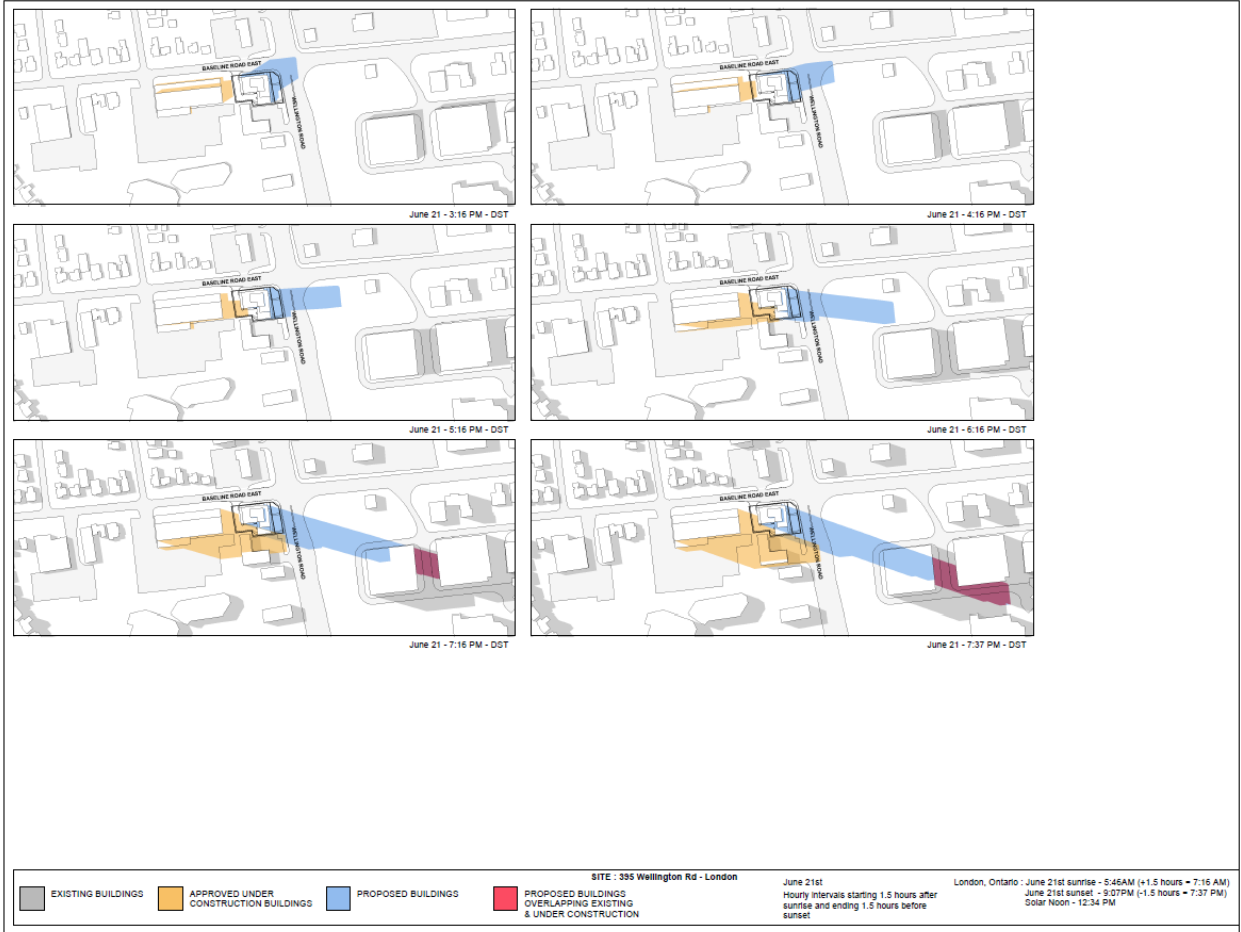 BASELINE ROAD EAST
WELLINGTON ROAD
June 21 - 3:16 PM - DST
BASELINE ROAD EAST
WELLINGTON ROAD
June 21 - 4:16 PM - DST
BASELINE ROAD EAST
WELLINGTON ROAD
June 21 - 5:16 PM - DST
BASELINE ROAD EAST
WELLINGTON ROAD
June 21 - 6:16 PM - DST
BASELINE ROAD EAST
WELLINGTON ROAD
June 21 - 7:16 PM - DST
BASELINE ROAD EAST
WELLINGTON ROAD
June 21 - 7:37 PM - DST
EXISTING BUILDINGS
APPROVED UNDER
CONSTRUCTION BUILDINGS
PROPOSED BUILDINGS
SITE : 395 Wellington Rd - London
PROPOSED BUILDINGS
OVERLAPPING EXISTING
& UNDER CONSTRUCTION
June 21st
Hourly intervals starting 1.5 hours after
sunrise and ending 1.5 hours before
sunset
London, Ontario : June 21st sunrise - 5:46AM (+1.5 hours = 7:16 AM)
June 21st sunset - 9:07PM (-1.5 hours = 7:37 PM)
Solar Noon - 12:34 PM